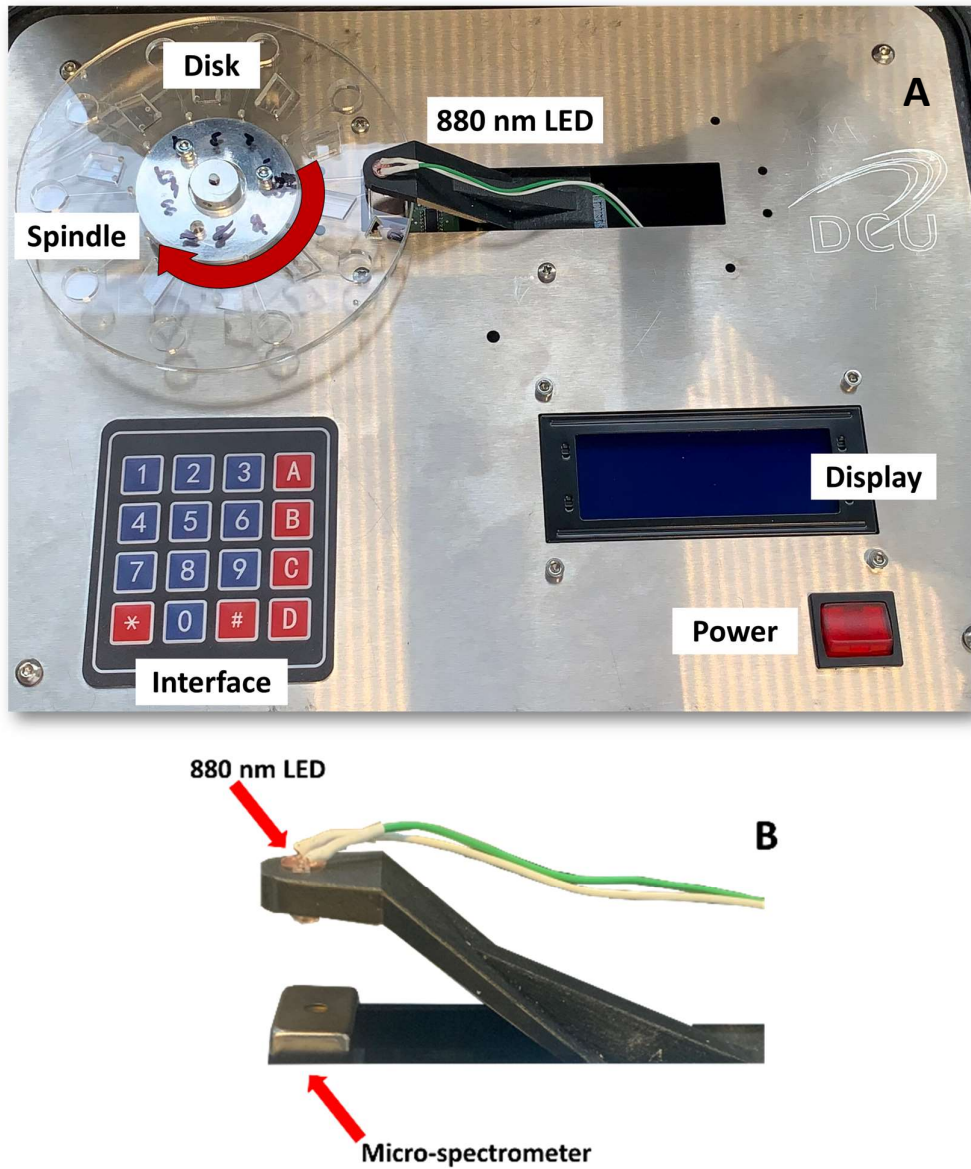 Disk
A
880 nm LED
DCU
Spindle
1 2 3 A
4 5 6 B
7 8 9 C
* 0 # D
Display
Power
Interface
880 nm LED
B
Micro-spectrometer